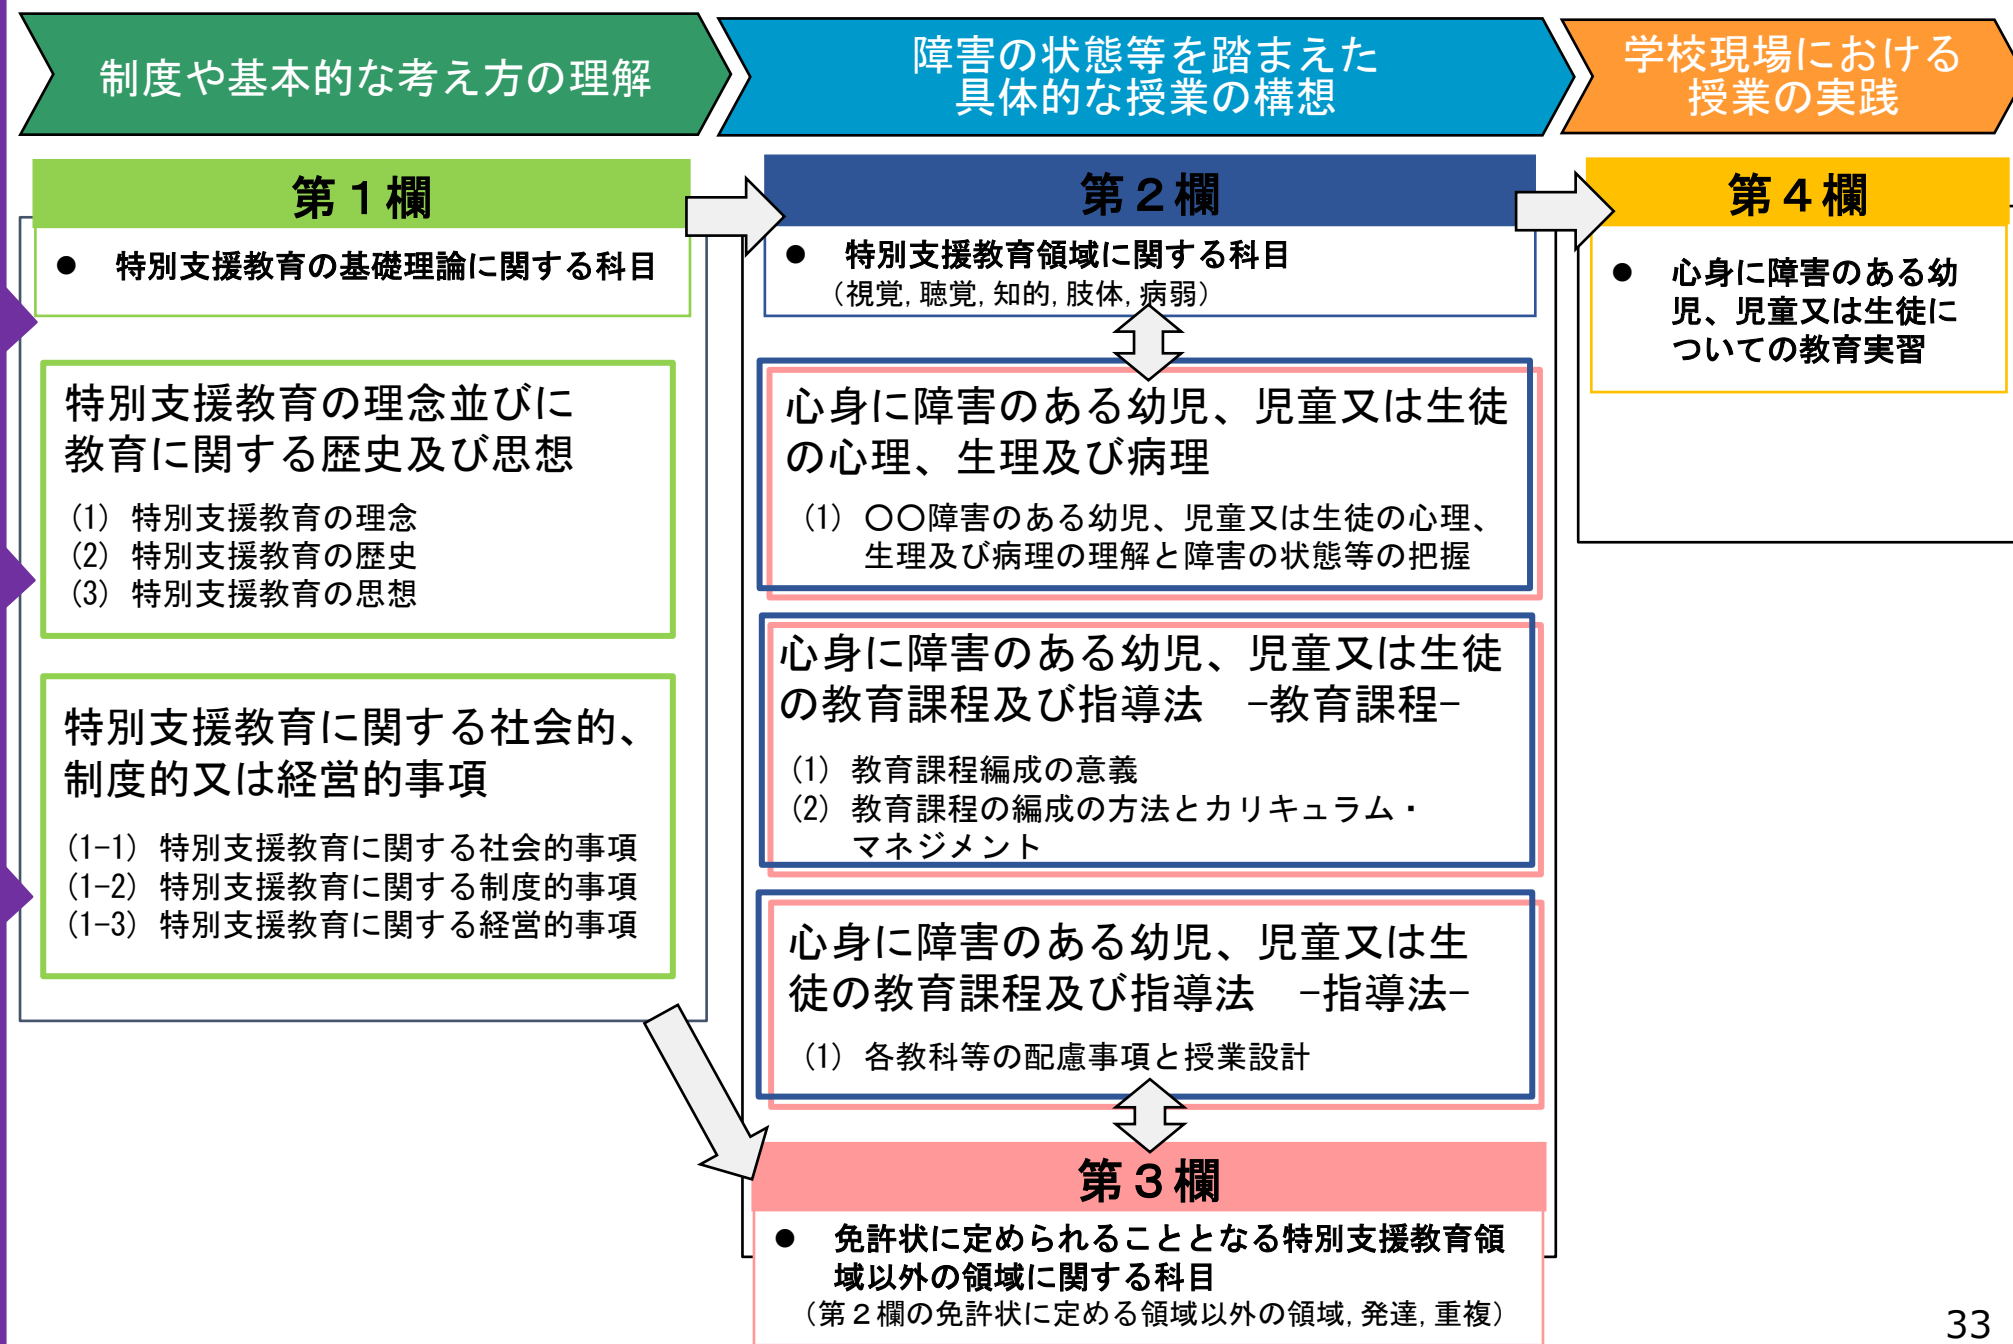 制度や基本的な考え方の理解
障害の状態等を踏まえた
具体的な授業の構想
学校現場における
授業の実践
第１欄
● 特別支援教育の基礎理論に関する科目
特別支援教育の理念並びに
教育に関する歴史及び思想
(1) 特別支援教育の理念
(2) 特別支援教育の歴史
(3) 特別支援教育の思想
特別支援教育に関する社会的、
制度的又は経営的事項
(1-1) 特別支援教育に関する社会的事項
(1-2) 特別支援教育に関する制度的事項
(1-3) 特別支援教育に関する経営的事項
第２欄
● 特別支援教育領域に関する科目
（視覚,聴覚,知的,肢体,病弱）
心身に障害のある幼児、児童又は生徒
の心理、生理及び病理
(1) 〇〇障害のある幼児、児童又は生徒の心理、
生理及び病理の理解と障害の状態等の把握
心身に障害のある幼児、児童又は生徒
の教育課程及び指導法　-教育課程-
(1) 教育課程編成の意義
(2) 教育課程の編成の方法とカリキュラム・
マネジメント
心身に障害のある幼児、児童又は生
徒の教育課程及び指導法　-指導法-
(1) 各教科等の配慮事項と授業設計
第３欄
● 免許状に定められることとなる特別支援教育領
域以外の領域に関する科目
（第２欄の免許状に定める領域以外の領域,発達,重複）
第４欄
● 心身に障害のある幼
児、児童又は生徒に
ついての教育実習
33